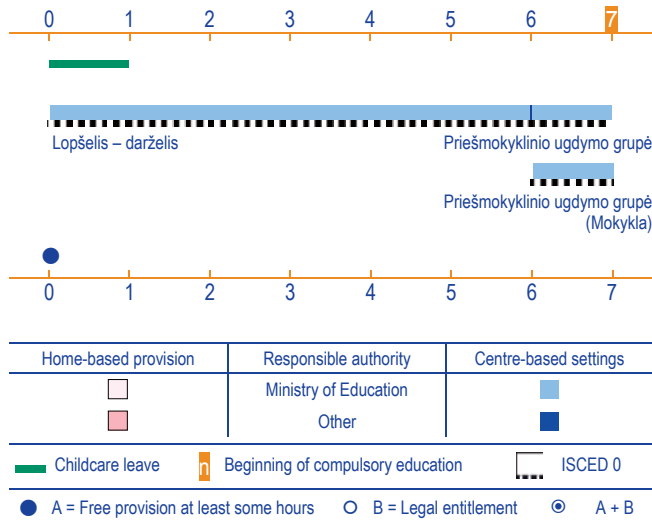 0 1 2 3 4 5 6 7
Lopšelis – darželis Priešmokyklinio ugdymo grupė
Priešmokyklinio ugdymo grupė
(Mokykla)
0 1 2 3 4 5 6 7
Home-based provision Responsible authority Centre-based settings
Ministry of Education
Other
Childcare leave n Beginning of compulsory education ISCED 0
A = Free provision at least some hours B = Legal entitlement A + B